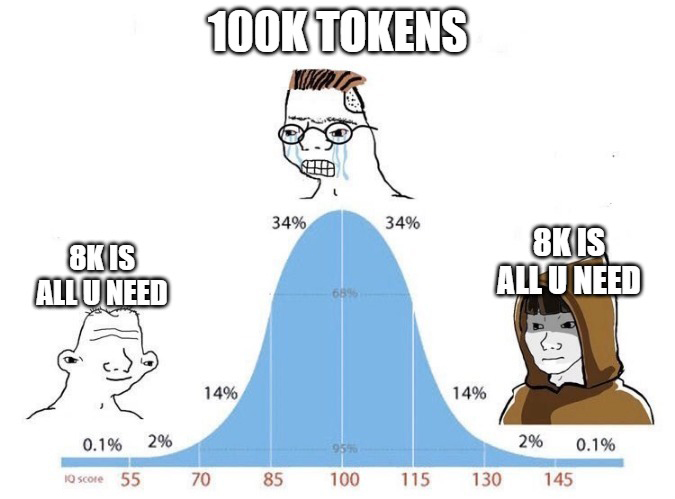 100K TOKENS
34%
34%
8K IS
ALL U NEED
8K IS
ALL U NEED
68%
14%
14%
0.1%
2%
95%
2%
0.1%
IQ score 55 70 85 100 115 130 145